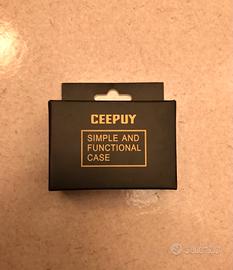 CEEPUY
SIMPLE AND
FUNCTIONAL
CASE